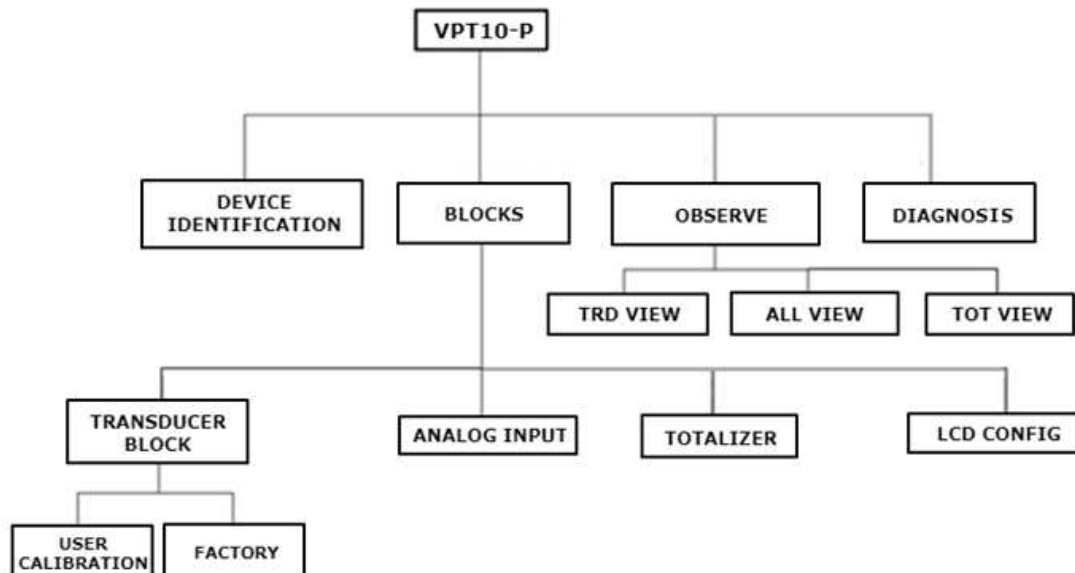 VPT10-P
DEVICE
IDENTIFICATION
BLOCKS
OBSERVE
DIAGNOSIS
TRD VIEW
ALL VIEW
TOT VIEW
TRANSDUCER
BLOCK
ANALOG INPUT
TOTALIZER
LCD CONFIG
USER
CALIBRATION
FACTORY